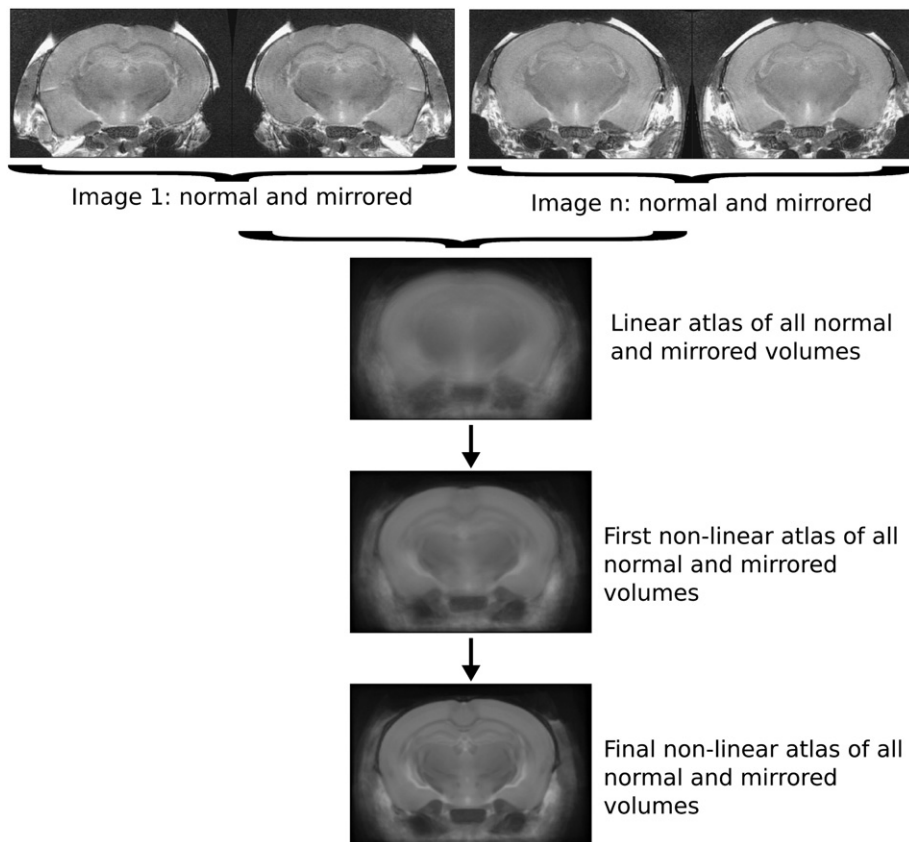 Image 1: normal and mirrored
Image n: normal and mirrored
Linear atlas of all normal
and mirrored volumes
First non-linear atlas of all
normal and mirrored
volumes
Final non-linear atlas of all
normal and mirrored
volumes